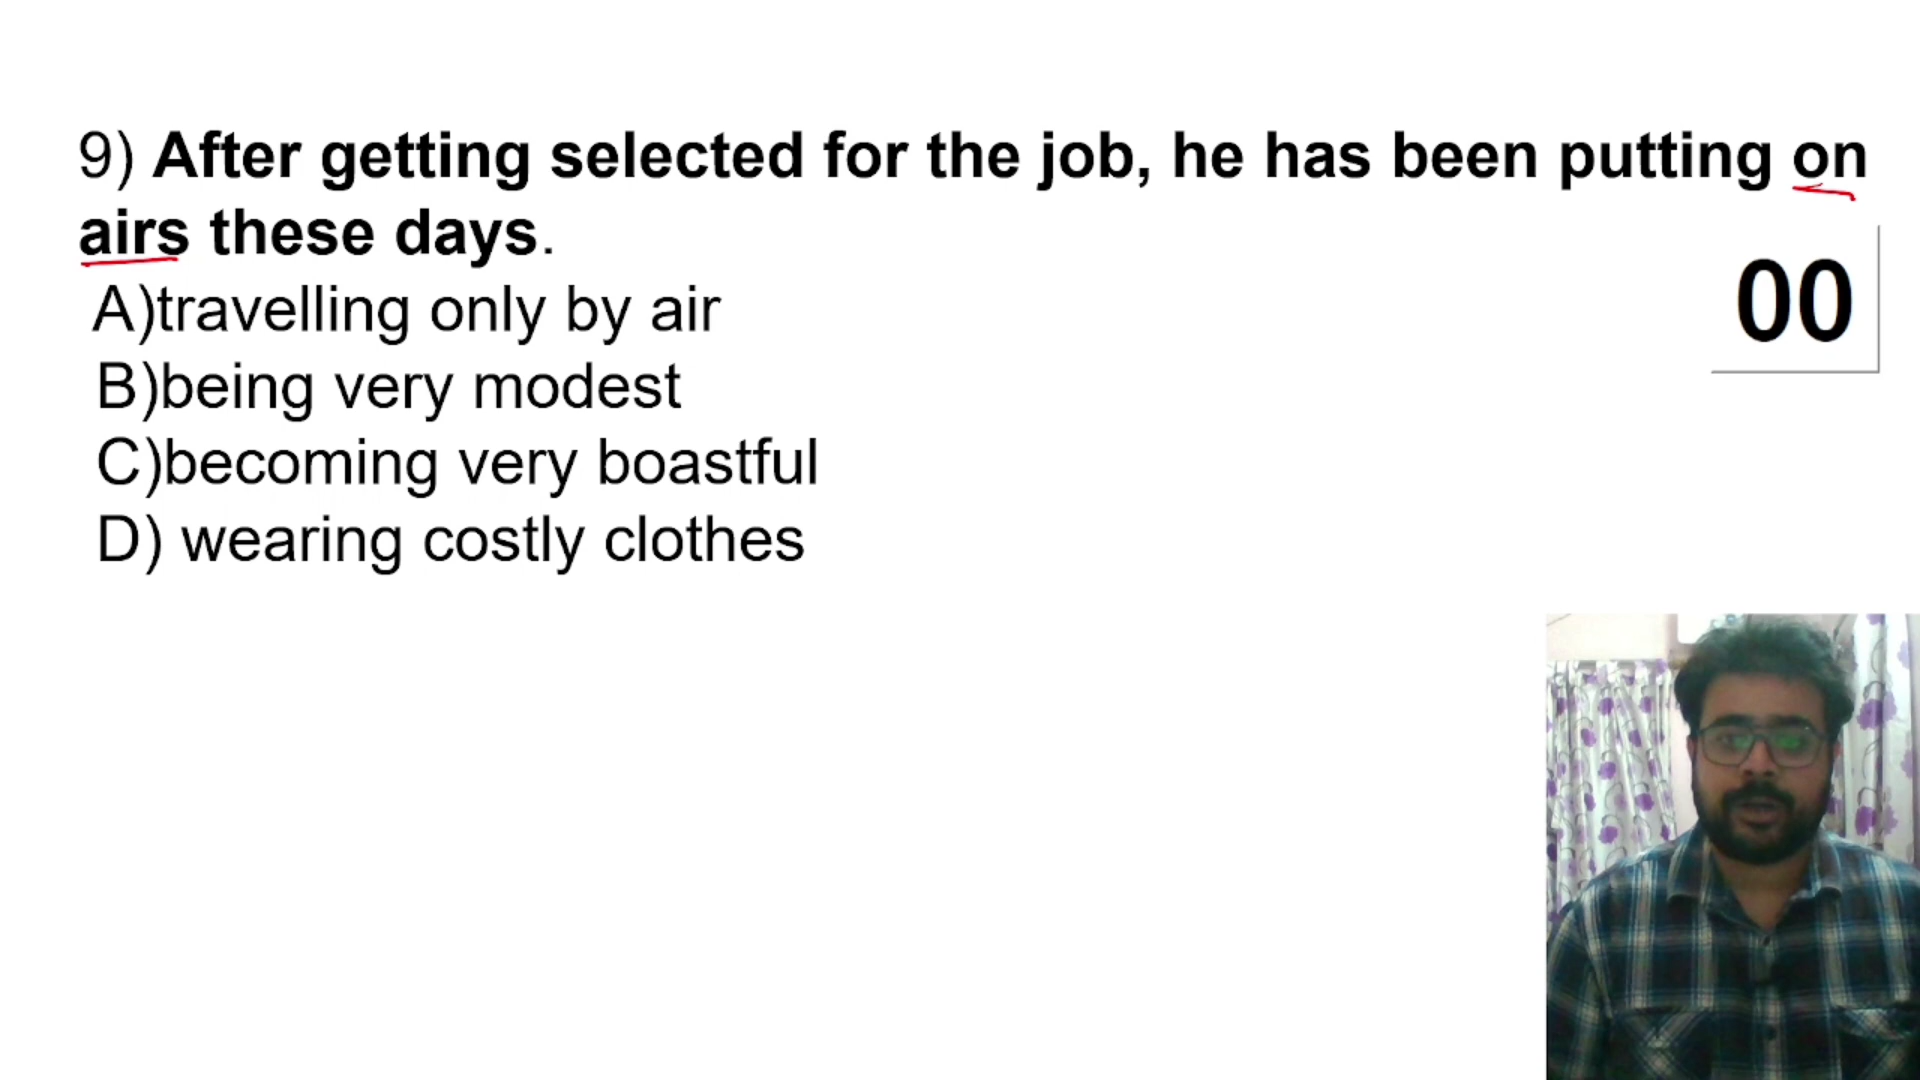 9) After getting selected for the job, he has been putting on
airs these days.
00
A)travelling only by air
B)being very modest
C)becoming very boastful
D) wearing costly clothes